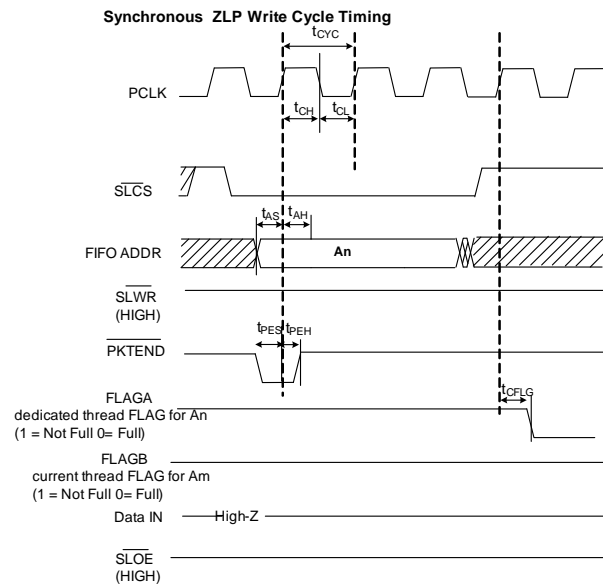 Synchronous ZLP Write Cycle Timing
tCYC
PCLK
tCH
tCL
SLCS
tAS
tAH
FIFO ADDR
An
SLWR
(HIGH)
tPES
tPEH
PKTEND
FLAGA
dedicated thread FLAG for An
(1 = Not Full 0= Full)
tCFLG
FLAGB
current thread FLAG for Am
(1 = Not Full 0= Full)
Data IN
High-Z
SLOE
(HIGH)